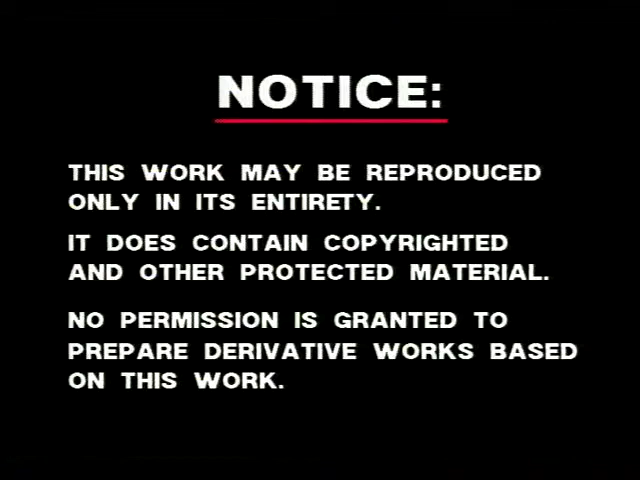 NOTICE:
THIS WORK MAY BE REPRODUCED
ONLY IN ITS ENTIRETY.
IT DOES CONTAIN COPYRIGHTED
AND OTHER PROTECTED MATERIAL.
NO PERMISSION IS GRANTED TO
PREPARE DERIVATIVE WORKS BASED
ON THIS WORK.